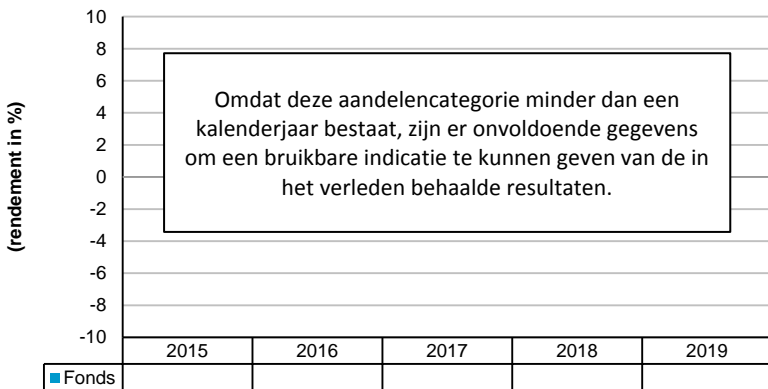 10
8
6
4
2
0
-2
-4
-6
-8
-10
(rendement in %)
Omdat deze aandelencategorie minder dan een
kalenderjaar bestaat, zijn er onvoldoende gegevens
om een bruikbare indicatie te kunnen geven van de in
het verleden behaalde resultaten.
2015 2016 2017 2018 2019
Fonds